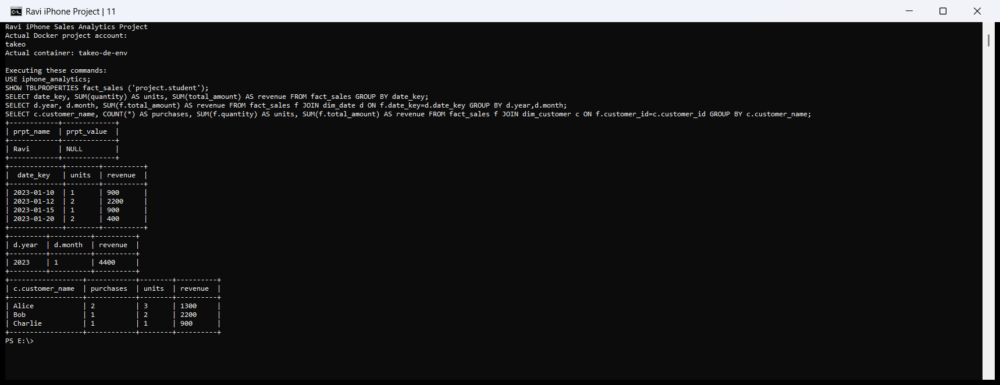 Ravi iPhone Project | 11
Ravi iPhone Sales Analytics Project
Actual Docker project account:
takeo
Actual container: takeo-de-env
Executing these commands:
USE iphone_analytics;
SHOW TBLPROPERTIES fact_sales ('project.student');
SELECT date_key, SUM(quantity) AS units, SUM(total_amount) AS revenue FROM fact_sales GROUP BY date_key;
SELECT d.year, d.month, SUM(f.total_amount) AS revenue FROM fact_sales f JOIN dim_date d ON f.date_key=d.date_key GROUP BY d.year,d.month;
SELECT c.customer_name, COUNT(*) AS purchases, SUM(f.quantity) AS units, SUM(f.total_amount) AS revenue FROM fact_sales f JOIN dim_customer c ON f.customer_id=c.customer_id GROUP BY c.customer_name;
+------------+-------------+
| prpt_name  | prpt_value  |
+------------+-------------+
| Ravi       | NULL        |
+------------+-------------+
+-------------+--------+----------+
|  date_key   | units  | revenue  |
+-------------+--------+----------+
| 2023-01-10  | 1      | 900      |
| 2023-01-12  | 2      | 2200     |
| 2023-01-15  | 1      | 900      |
| 2023-01-20  | 2      | 400      |
+-------------+--------+----------+
+---------+----------+----------+
| d.year  | d.month  | revenue  |
+---------+----------+----------+
| 2023    | 1        | 4400     |
+---------+----------+----------+
+------------------+------------+--------+----------+
| c.customer_name  | purchases  | units  | revenue  |
+------------------+------------+--------+----------+
| Alice            | 2          | 3      | 1300     |
| Bob              | 1          | 2      | 2200     |
| Charlie          | 1          | 1      | 900      |
+------------------+------------+--------+----------+
PS E:\>